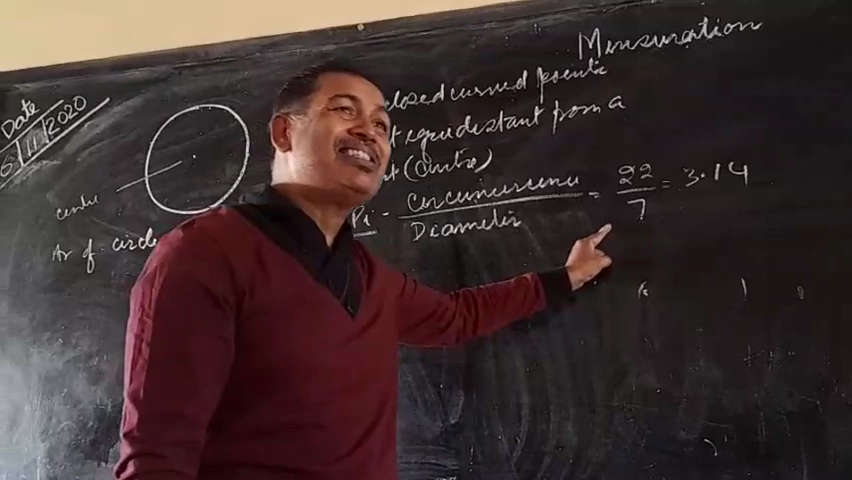 Mensuration
Date
6/11/2020
closed curved points
t equidistant from a
t (centre)
centre
Pi - Circumference / Diameter = 22/7 = 3.14
Ar of circle